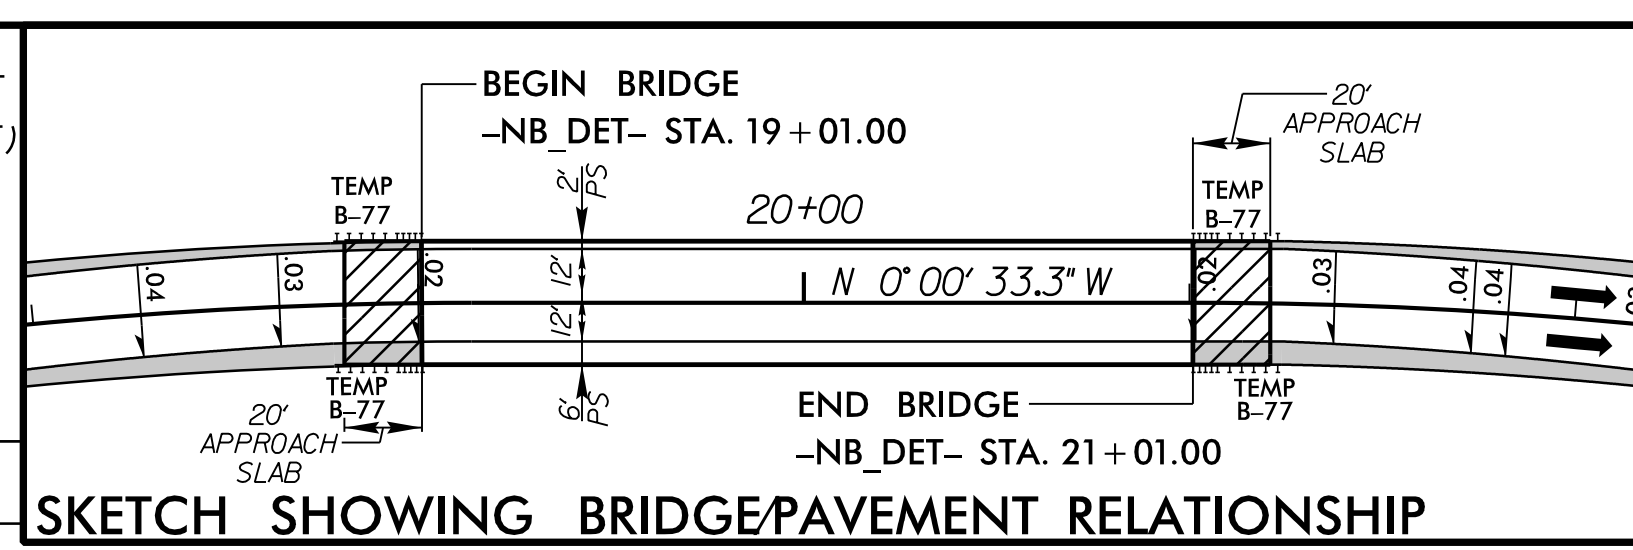 BEGIN BRIDGE
–NB_DET– STA. 19+01.00
20'
APPROACH
SLAB
TEMP
B–77
2'
PS
20+00
TEMP
B–77
.04
.03
.02
12'
12'
N 0° 00' 33.3" W
.02
.03
.04
.04
TEMP
B–77
6'
PS
20'
APPROACH
SLAB
END BRIDGE
–NB_DET– STA. 21+01.00
TEMP
B–77
SKETCH SHOWING BRIDGE/PAVEMENT RELATIONSHIP